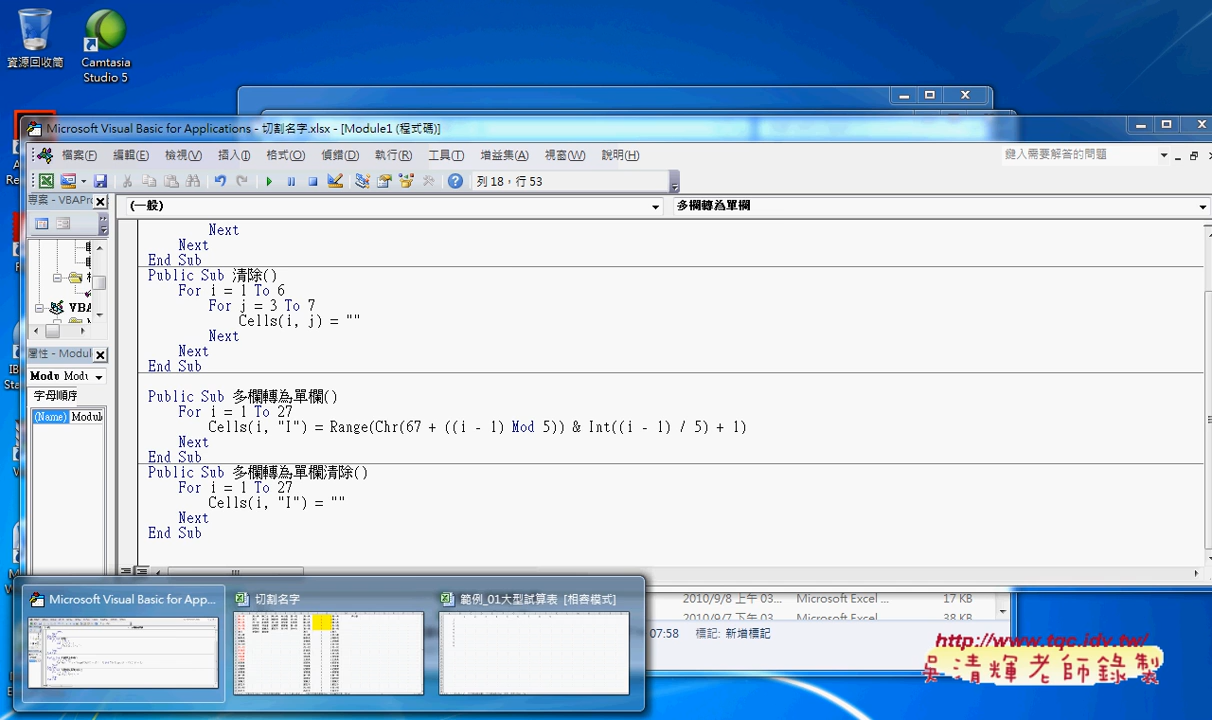 資源回收筒
Camtasia
Studio 5
Microsoft Visual Basic for Applications - 切割名字.xlsx - [Module1 (程式碼)]
檔案(F) 編輯(E) 檢視(V) 插入(I) 格式(O) 偵錯(D) 執行(R) 工具(T) 增益集(A) 視窗(W) 說明(H) 鍵入需要解答的問題
列 18，行 53
專案 - VBAPr
(一般) 多欄轉為單欄
VBA
屬性 - Modul
Modu Modu
字母順序
(Name) Modul
Next
Next
End Sub
Public Sub 清除()
For i = 1 To 6
For j = 3 To 7
Cells(i, j) = ""
Next
Next
End Sub
Public Sub 多欄轉為單欄()
For i = 1 To 27
Cells(i, "I") = Range(Chr(67 + ((i - 1) Mod 5)) & Int((i - 1) / 5) + 1)
Next
End Sub
Public Sub 多欄轉為單欄清除()
For i = 1 To 27
Cells(i, "I") = ""
Next
End Sub
Microsoft Visual Basic for App... 切割名字 範例_01大型試算表 [相容模式]
2010/9/8 上午 03... Microsoft Excel ... 17 KB
2010/9/7 下午 03... Microsoft Excel ... 38 KB
07:58 標記: 新增標記
http://www.tqc.idv.tw/
吳清輝老師錄製